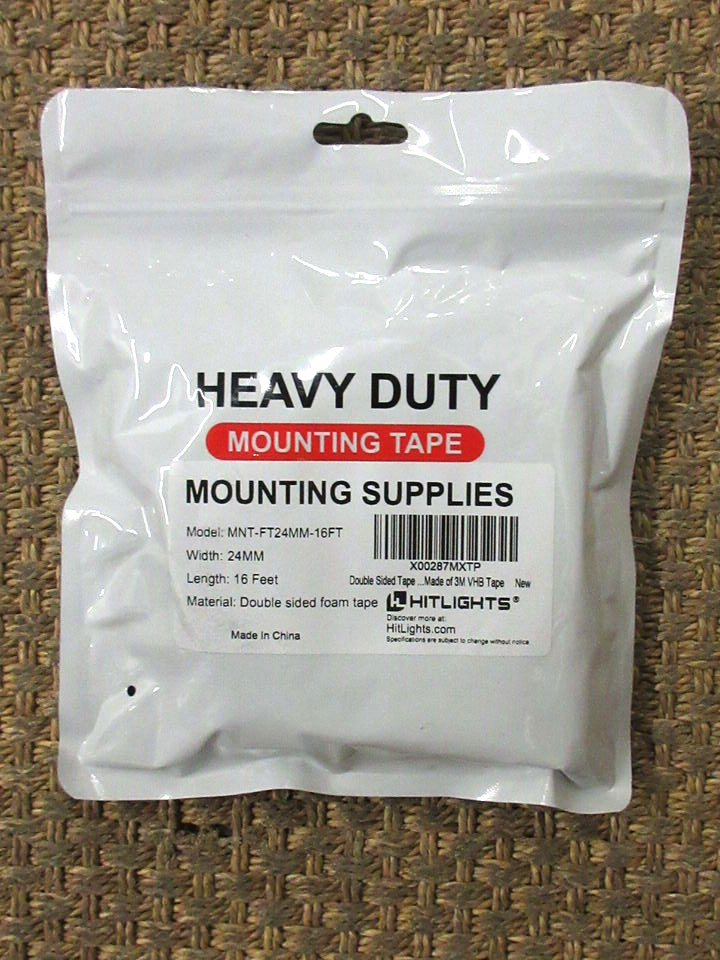 HEAVY DUTY
MOUNTING TAPE
MOUNTING SUPPLIES
Model: MNT-FT24MM-16FT
Width: 24MM
Length: 16 Feet
Material: Double sided foam tape
Made In China
X00287MXTP
Double Sided Tape ...Made of 3M VHB Tape New
HITLIGHTS®
Discover more at:
HitLights.com
Specifications are subject to change without notice